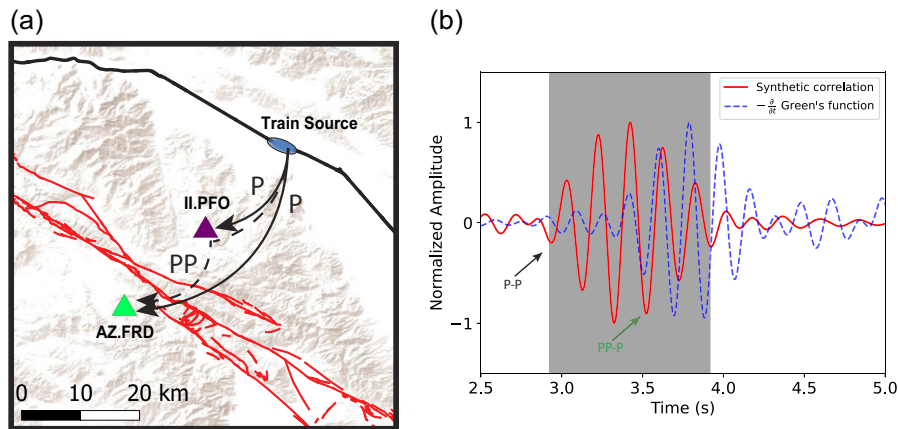 (a)
Train Source
II.PFO
P
P
PP
AZ.FRD
0 10 20 km
(b)
Synthetic correlation
-∂/∂t Green's function
Normalized Amplitude
1
0
−1
P-P
PP-P
2.5 3.0 3.5 4.0 4.5 5.0
Time (s)